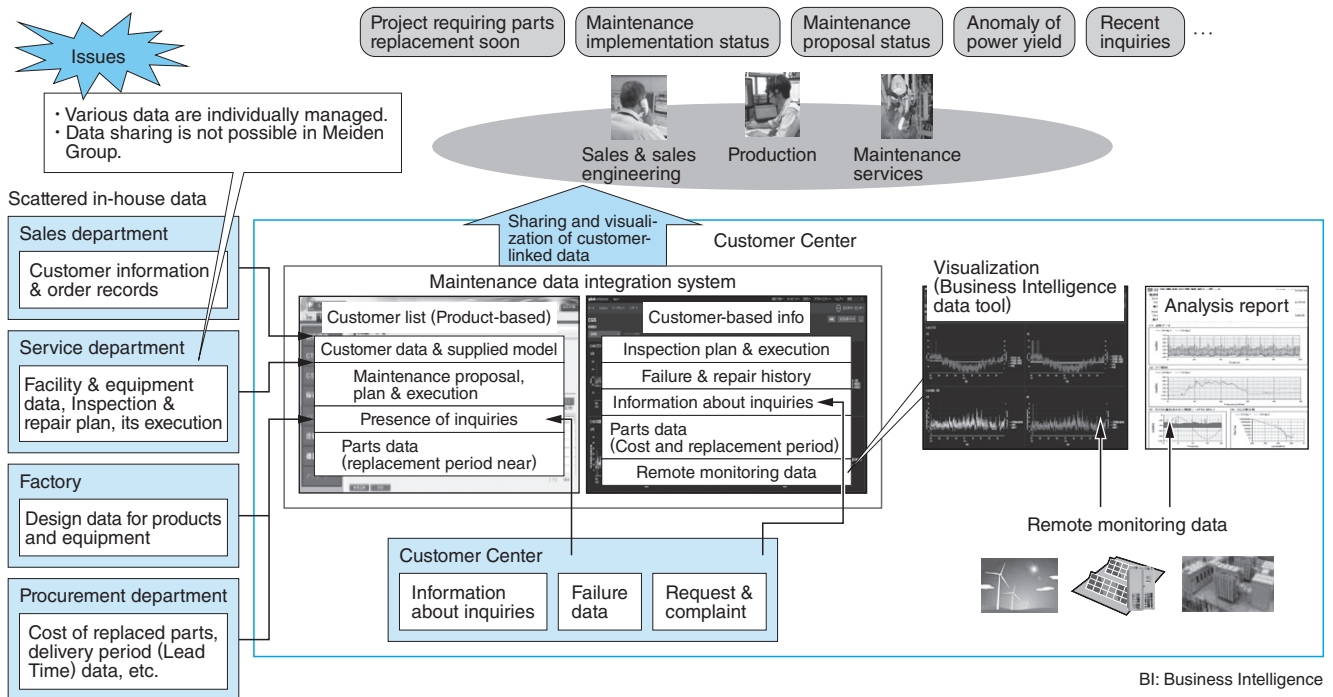 Project requiring parts
replacement soon
Maintenance
implementation status
Maintenance
proposal status
Anomaly of
power yield
Recent
inquiries
…
Issues
・Various data are individually managed.
・Data sharing is not possible in Meiden
Group.
Sales & sales
engineering
Production
Maintenance
services
Scattered in-house data
Sales department
Customer information
& order records
Service department
Facility & equipment
data, Inspection &
repair plan, its execution
Factory
Design data for products
and equipment
Procurement department
Cost of replaced parts,
delivery period (Lead
Time) data, etc.
Sharing and visuali-
zation of customer-
linked data
Customer Center
Maintenance data integration system
Customer list (Product-based)
Customer data & supplied model
Maintenance proposal,
plan & execution
Presence of inquiries
Parts data
(replacement period near)
Customer-based info
Inspection plan & execution
Failure & repair history
Information about inquiries
Parts data
(Cost and replacement period)
Remote monitoring data
Visualization
(Business Intelligence
data tool)
Analysis report
Remote monitoring data
Customer Center
Information
about inquiries
Failure
data
Request &
complaint
BI: Business Intelligence